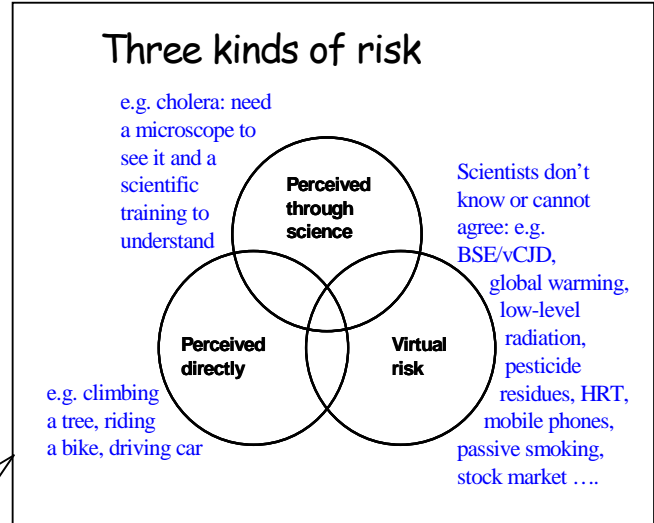 Three kinds of risk
e.g. cholera: need
a microscope to
see it and a
scientific
training to
understand
Perceived
through
science
Scientists don’t
know or cannot
agree: e.g.
BSE/vCJD,
global warming,
low-level
radiation,
pesticide
residues, HRT,
mobile phones,
passive smoking,
stock market ….
Perceived
directly
Virtual
risk
e.g. climbing
a tree, riding
a bike, driving car